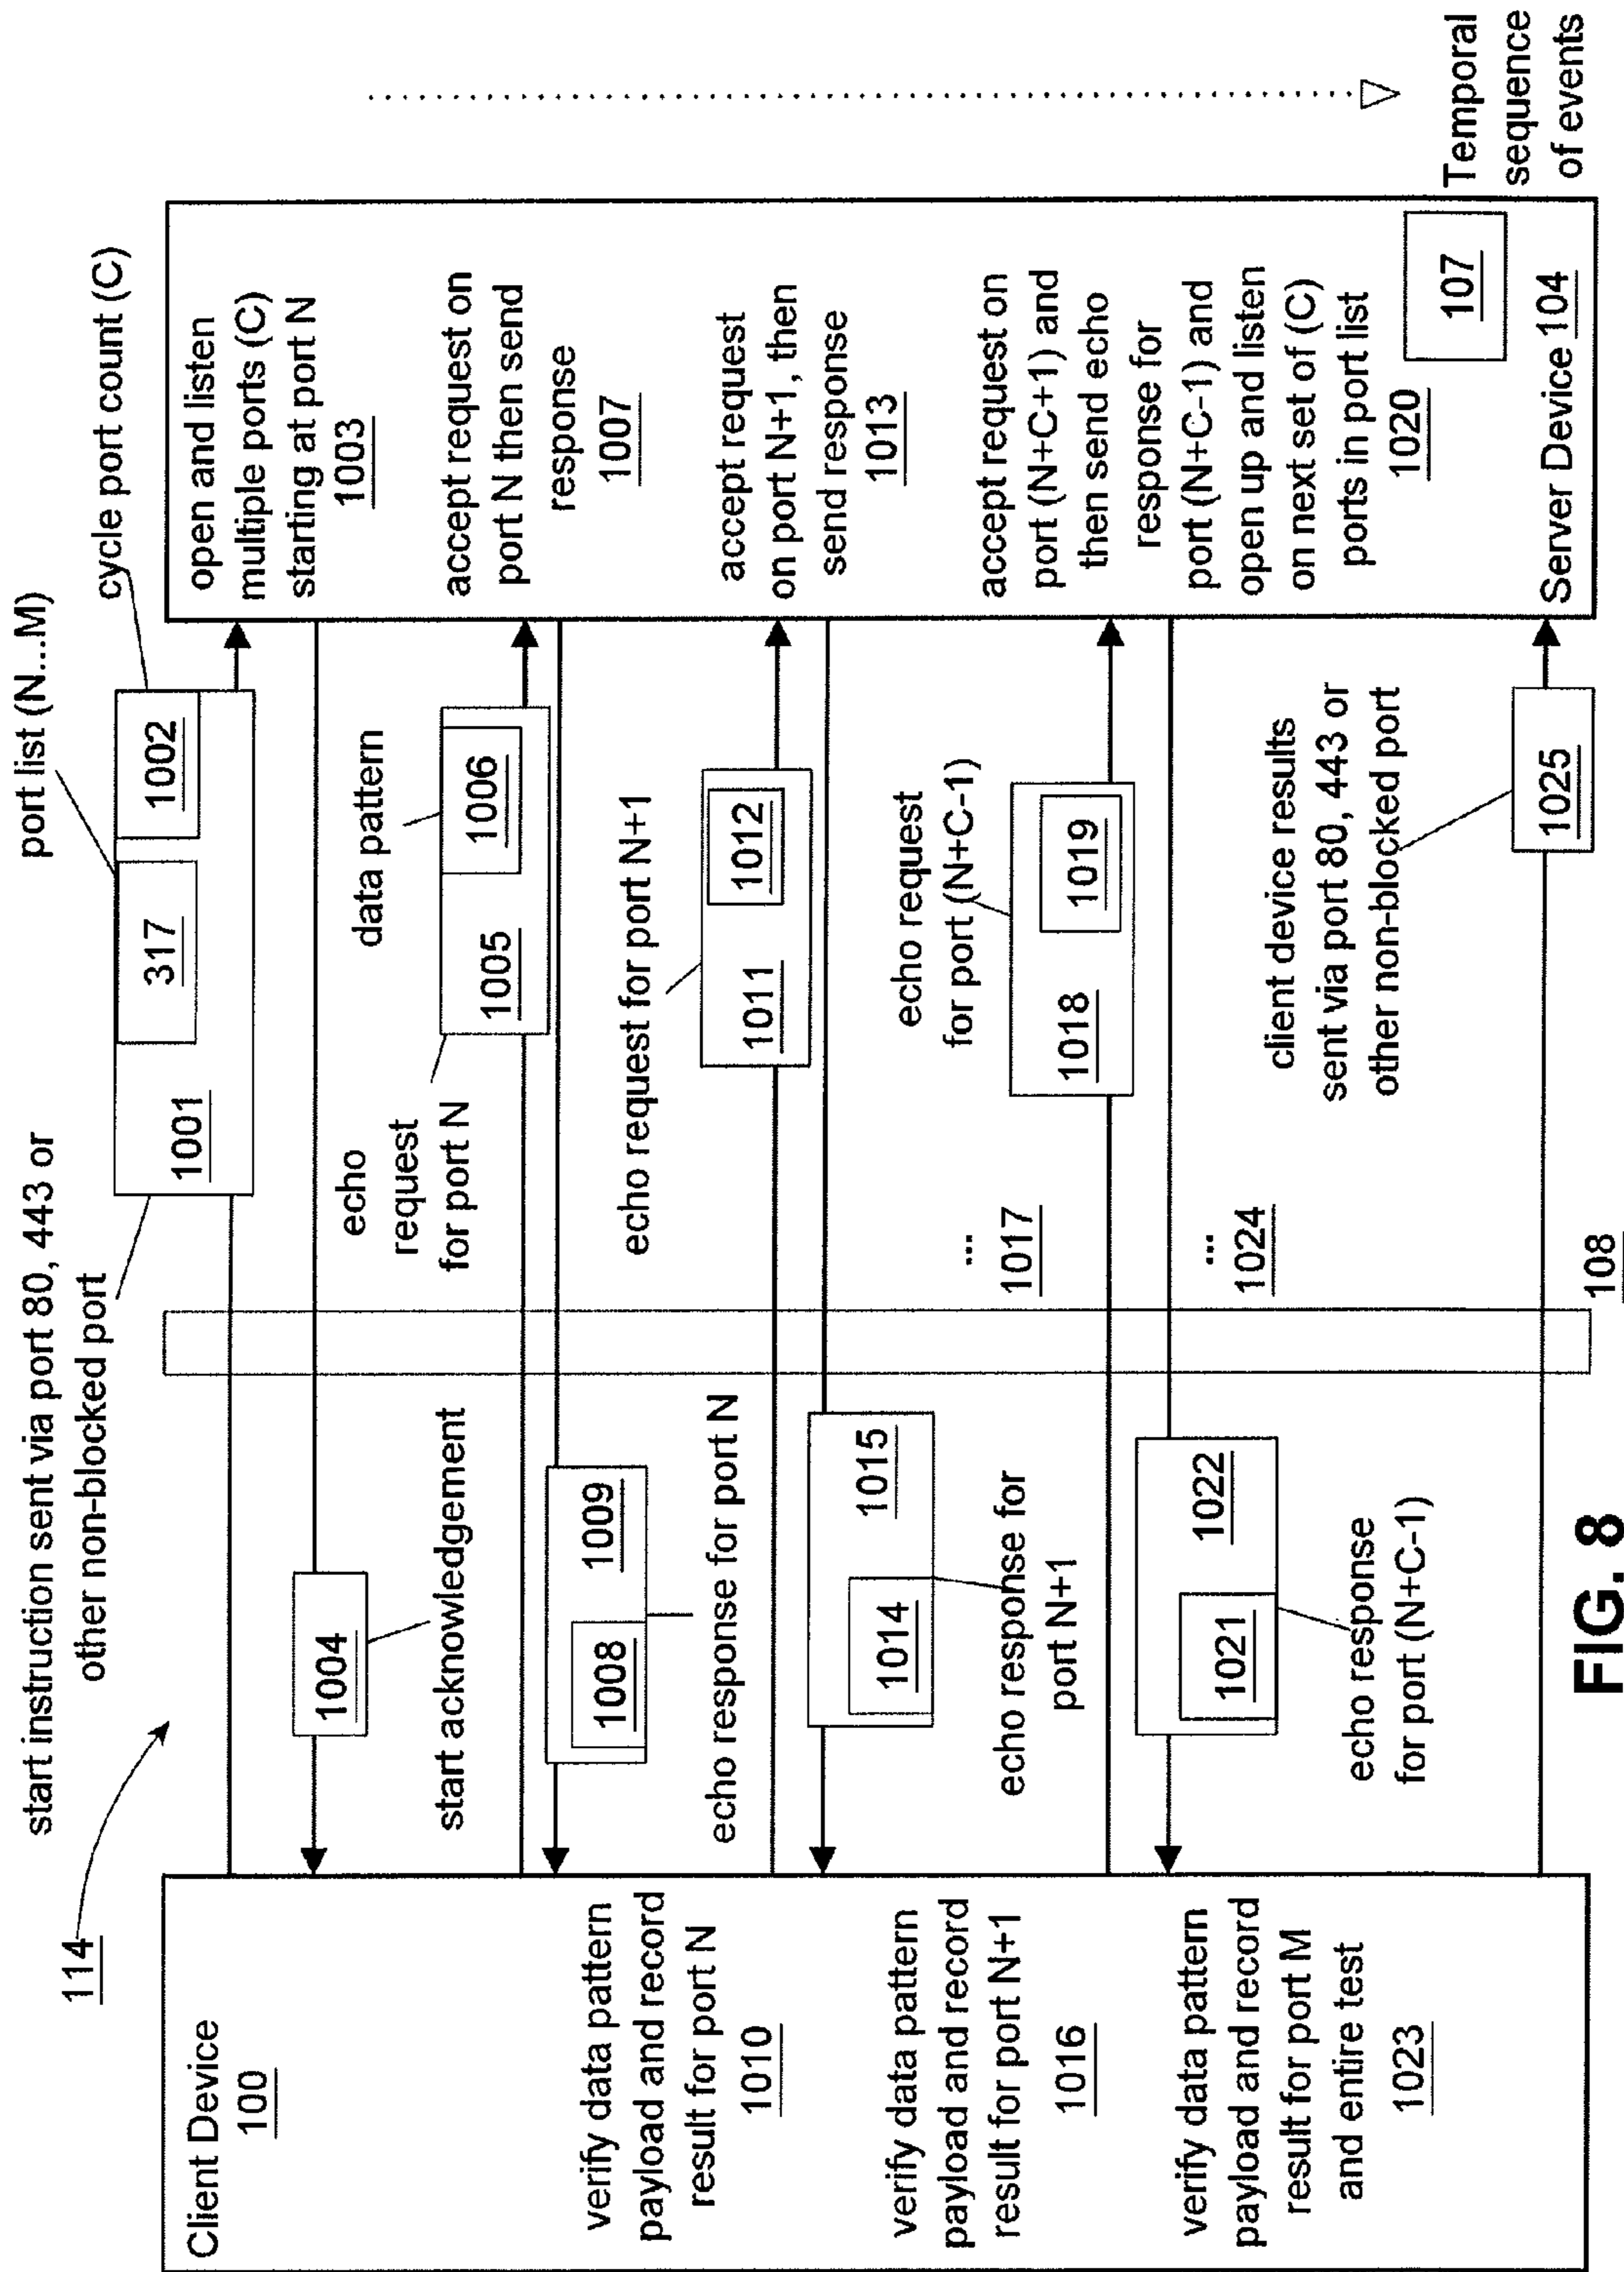 114
start instruction sent via port 80, 443 or
other non-blocked port
port list (N...M)
cycle port count (C)
Client Device
100
1001
317
1002
open and listen
multiple ports (C)
starting at port N
1003
1004
start acknowledgement
echo
request
for port N
data pattern
1005
1006
accept request on
port N then send
response
1007
verify data pattern
payload and record
result for port N
1010
1008
1009
echo response for port N
echo request for port N+1
1011
1012
accept request
on port N+1, then
send response
1013
verify data pattern
payload and record
result for port N+1
1016
1014
1015
echo response for
port N+1
...
1017
echo request
for port (N+C-1)
1018
1019
accept request on
port (N+C+1) and
then send echo
response for
port (N+C-1) and
open up and listen
on next set of (C)
ports in port list
1020
verify data pattern
payload and record
result for port M
and entire test
1023
1021
1022
echo response
for port (N+C-1)
...
1024
client device results
sent via port 80, 443 or
other non-blocked port
1025
107
Server Device 104
Temporal
sequence
of events
108
FIG. 8